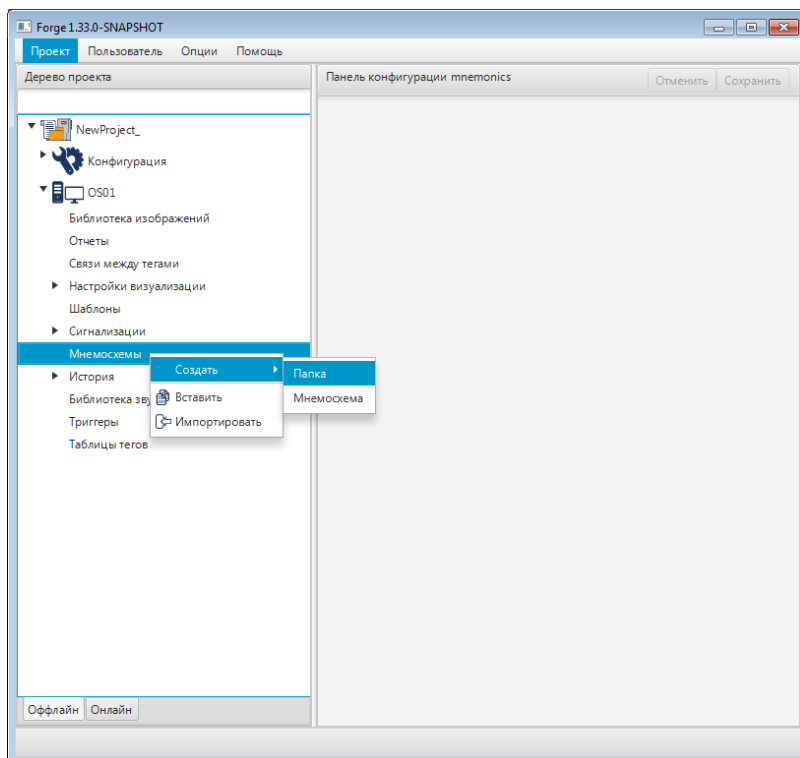 Forge 1.33.0-SNAPSHOT
Проект Пользователь Опции Помощь
Дерево проекта
Панель конфигурации mnemonics
Отменить Сохранить
NewProject_
Конфигурация
OS01
Библиотека изображений
Отчеты
Связи между тегами
Настройки визуализации
Шаблоны
Сигнализации
Мнемосхемы
Создать
Папка
История
Вставить
Мнемосхема
Библиотека зву
Триггеры
Импортировать
Таблицы тегов
Оффлайн Онлайн